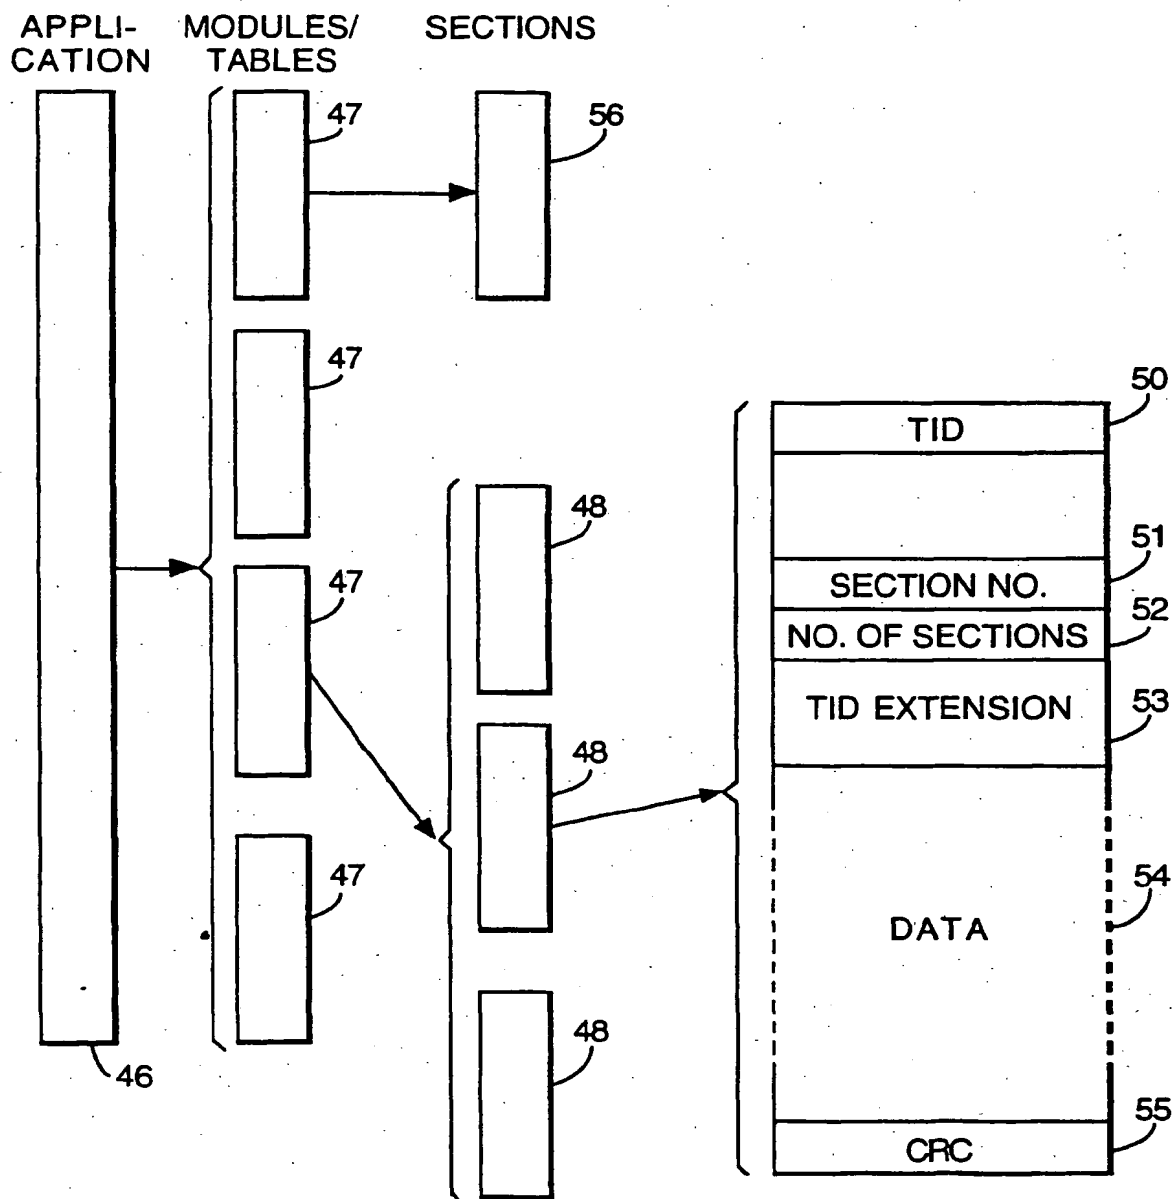 APPLI-
CATION
MODULES/
TABLES
SECTIONS
47
56
47
50
TID
48
51
SECTION NO.
47
52
NO. OF SECTIONS
53
TID EXTENSION
48
47
54
DATA
48
46
55
CRC